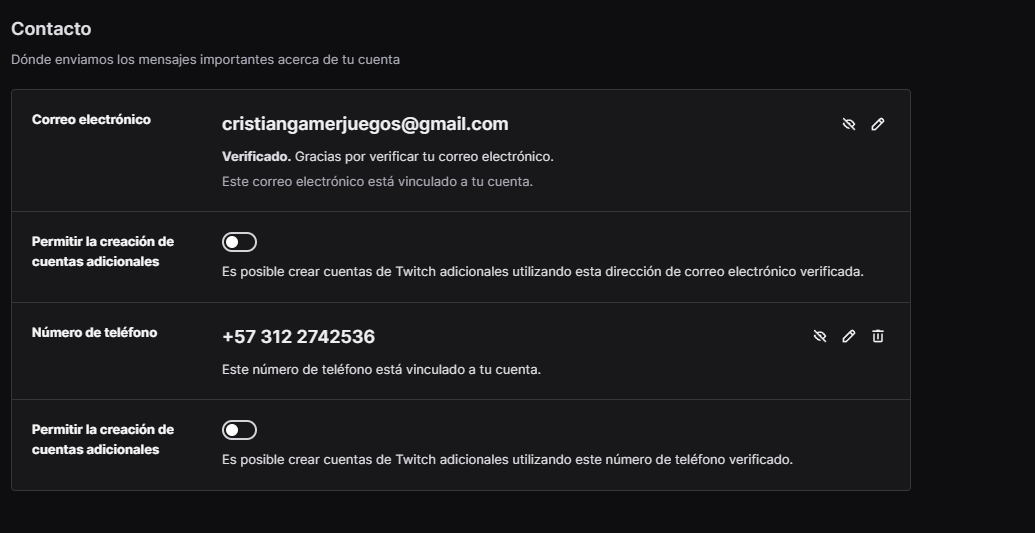 Contacto
Dónde enviamos los mensajes importantes acerca de tu cuenta
Correo electrónico
cristiangamerjuegos@gmail.com
Verificado. Gracias por verificar tu correo electrónico.
Este correo electrónico está vinculado a tu cuenta.
Permitir la creación de
cuentas adicionales
Es posible crear cuentas de Twitch adicionales utilizando esta dirección de correo electrónico verificada.
Número de teléfono
+57 312 2742536
Este número de teléfono está vinculado a tu cuenta.
Permitir la creación de
cuentas adicionales
Es posible crear cuentas de Twitch adicionales utilizando este número de teléfono verificado.